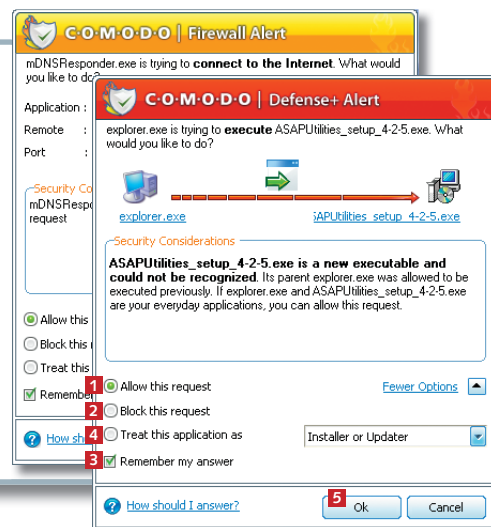 C·O·M·O·D·O | Firewall Alert
mDNSResponder.exe is trying to connect to the Internet. What would
you like to do?
Application :
Remote :
Port :
Security Co
mDNSRespo
request
Allow this
Block this
Treat this
Remember
How sh
C·O·M·O·D·O | Defense+ Alert
explorer.exe is trying to execute ASAPUtilities_setup_4-2-5.exe. What
would you like to do?
explorer.exe
APUtilities_setup_4-2-5.exe
Security Considerations
ASAPUtilities_setup_4-2-5.exe is a new executable and
could not be recognized. Its parent explorer.exe was allowed to be
executed previously. If explorer.exe and ASAPUtilities_setup_4-2-5.exe
are your everyday applications, you can allow this request.
1 Allow this request
Fewer Options
2 Block this request
4 Treat this application as
Installer or Updater
3 Remember my answer
How should I answer?
5 Ok
Cancel